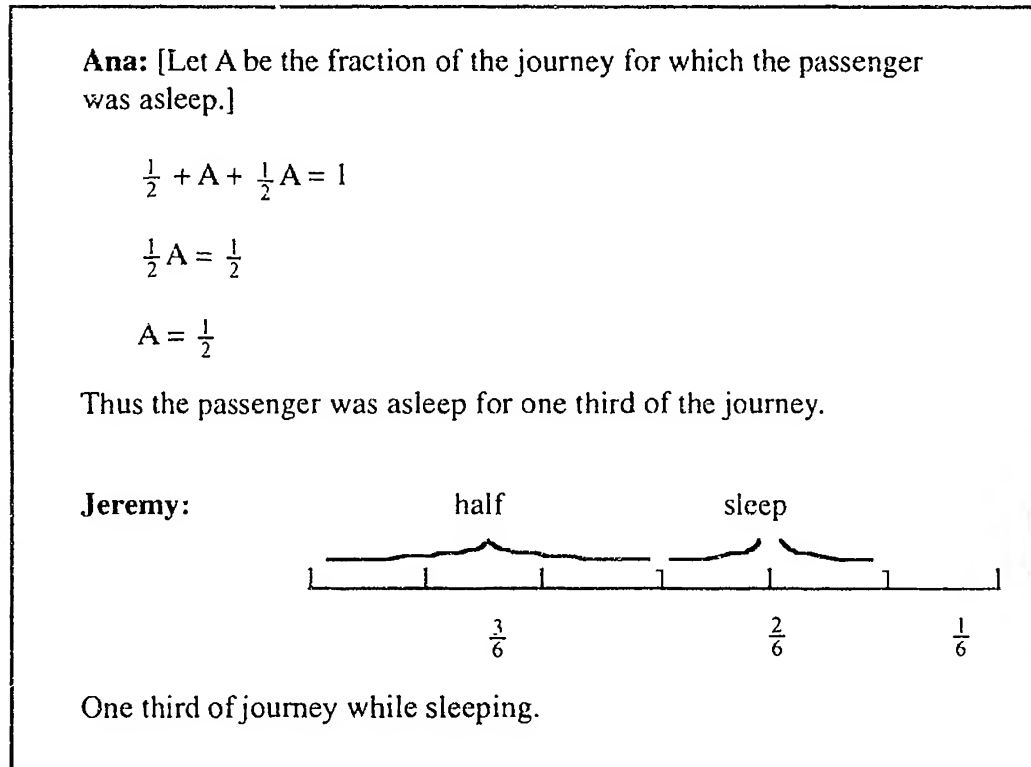 Ana: [Let A be the fraction of the journey for which the passenger
was asleep.]
1/2 + A + 1/2 A = 1
1/2 A = 1/2
A = 1/2
Thus the passenger was asleep for one third of the journey.
Jeremy: half sleep
3/6 2/6 1/6
One third of journey while sleeping.